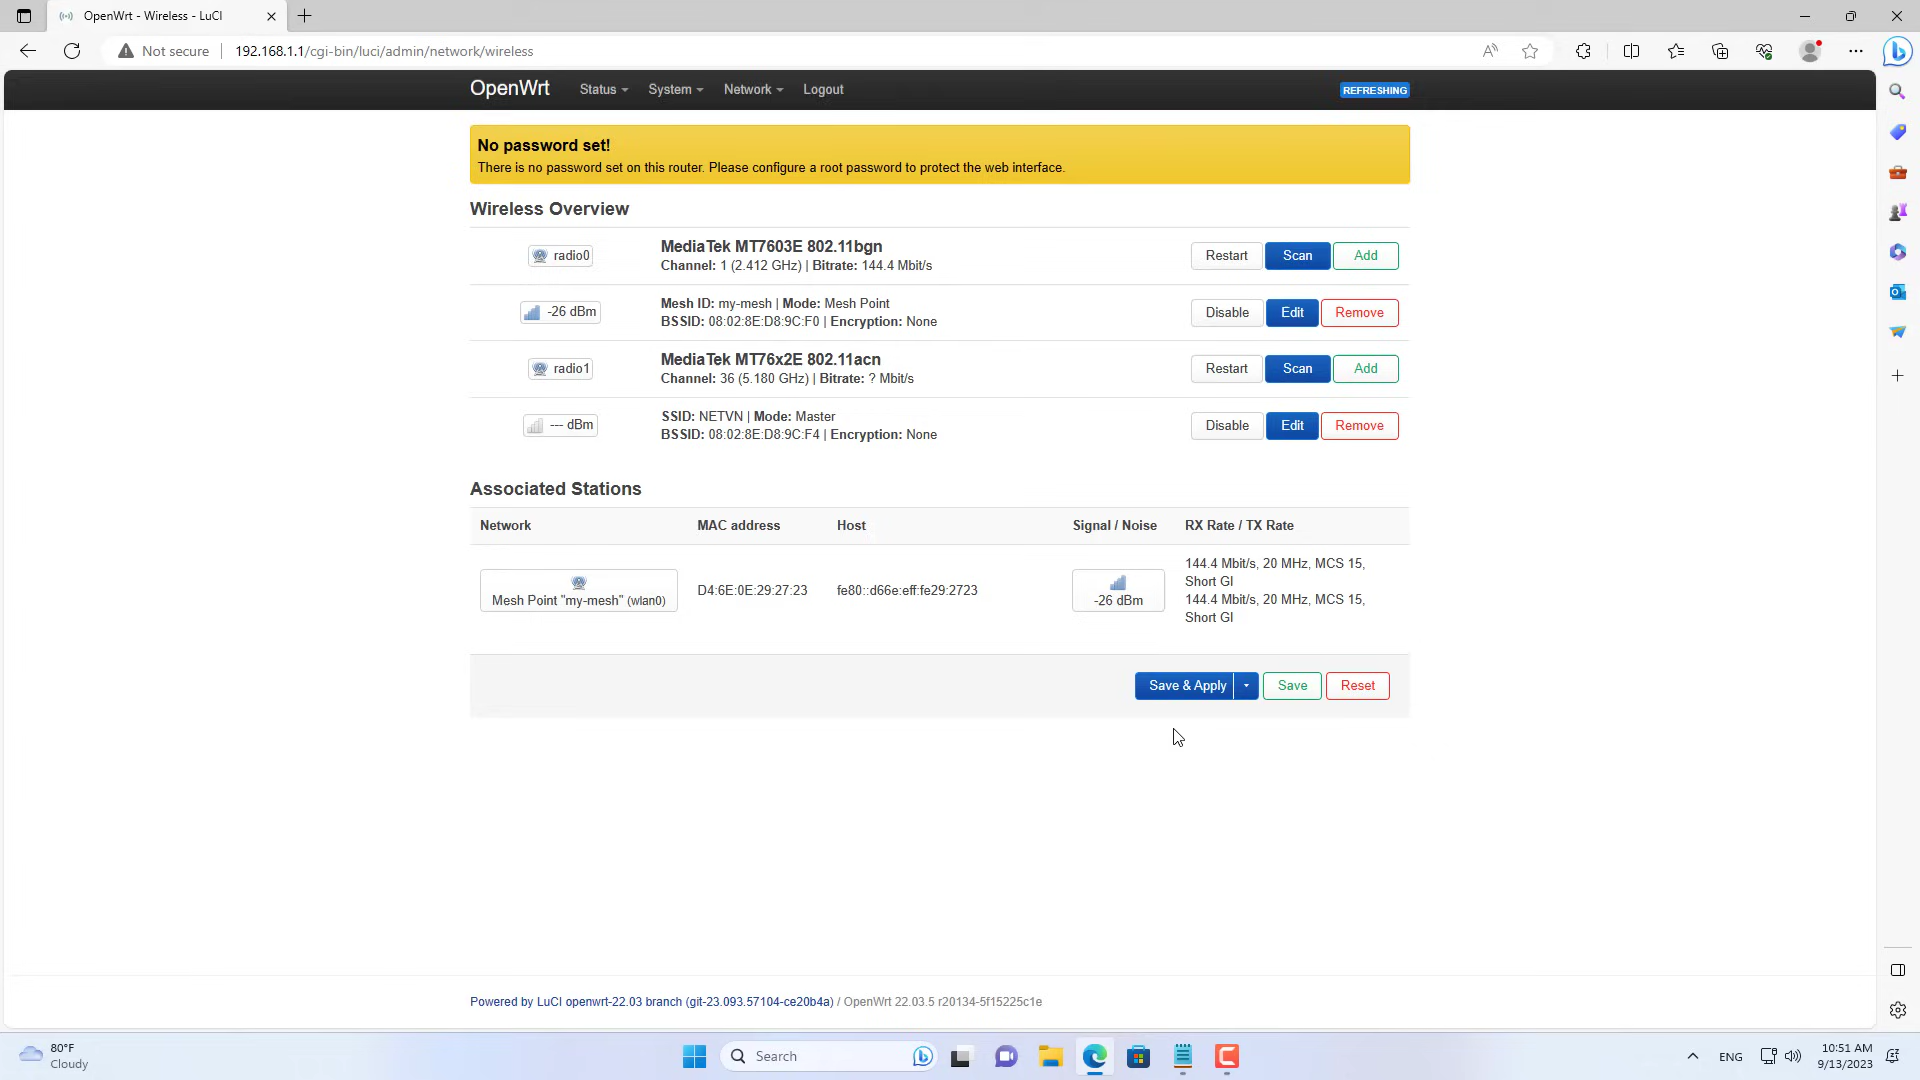 OpenWrt - Wireless - LuCI
Not secure
192.168.1.1/cgi-bin/luci/admin/network/wireless
OpenWrt
Status
System
Network
Logout
REFRESHING
No password set!
There is no password set on this router. Please configure a root password to protect the web interface.
Wireless Overview
radio0
MediaTek MT7603E 802.11bgn
Channel: 1 (2.412 GHz) | Bitrate: 144.4 Mbit/s
Restart
Scan
Add
-26 dBm
Mesh ID: my-mesh | Mode: Mesh Point
BSSID: 08:02:8E:D8:9C:F0 | Encryption: None
Disable
Edit
Remove
radio1
MediaTek MT76x2E 802.11acn
Channel: 36 (5.180 GHz) | Bitrate: ? Mbit/s
Restart
Scan
Add
--- dBm
SSID: NETVN | Mode: Master
BSSID: 08:02:8E:D8:9C:F4 | Encryption: None
Disable
Edit
Remove
Associated Stations
Network
MAC address
Host
Signal / Noise
RX Rate / TX Rate
Mesh Point "my-mesh" (wlan0)
D4:6E:0E:29:27:23
fe80::d66e:eff:fe29:2723
-26 dBm
144.4 Mbit/s, 20 MHz, MCS 15,
Short GI
144.4 Mbit/s, 20 MHz, MCS 15,
Short GI
Save & Apply
Save
Reset
Powered by LuCI openwrt-22.03 branch (git-23.093.57104-ce20b4a) / OpenWrt 22.03.5 r20134-5f15225c1e
80°F
Cloudy
Search
ENG
10:51 AM
9/13/2023